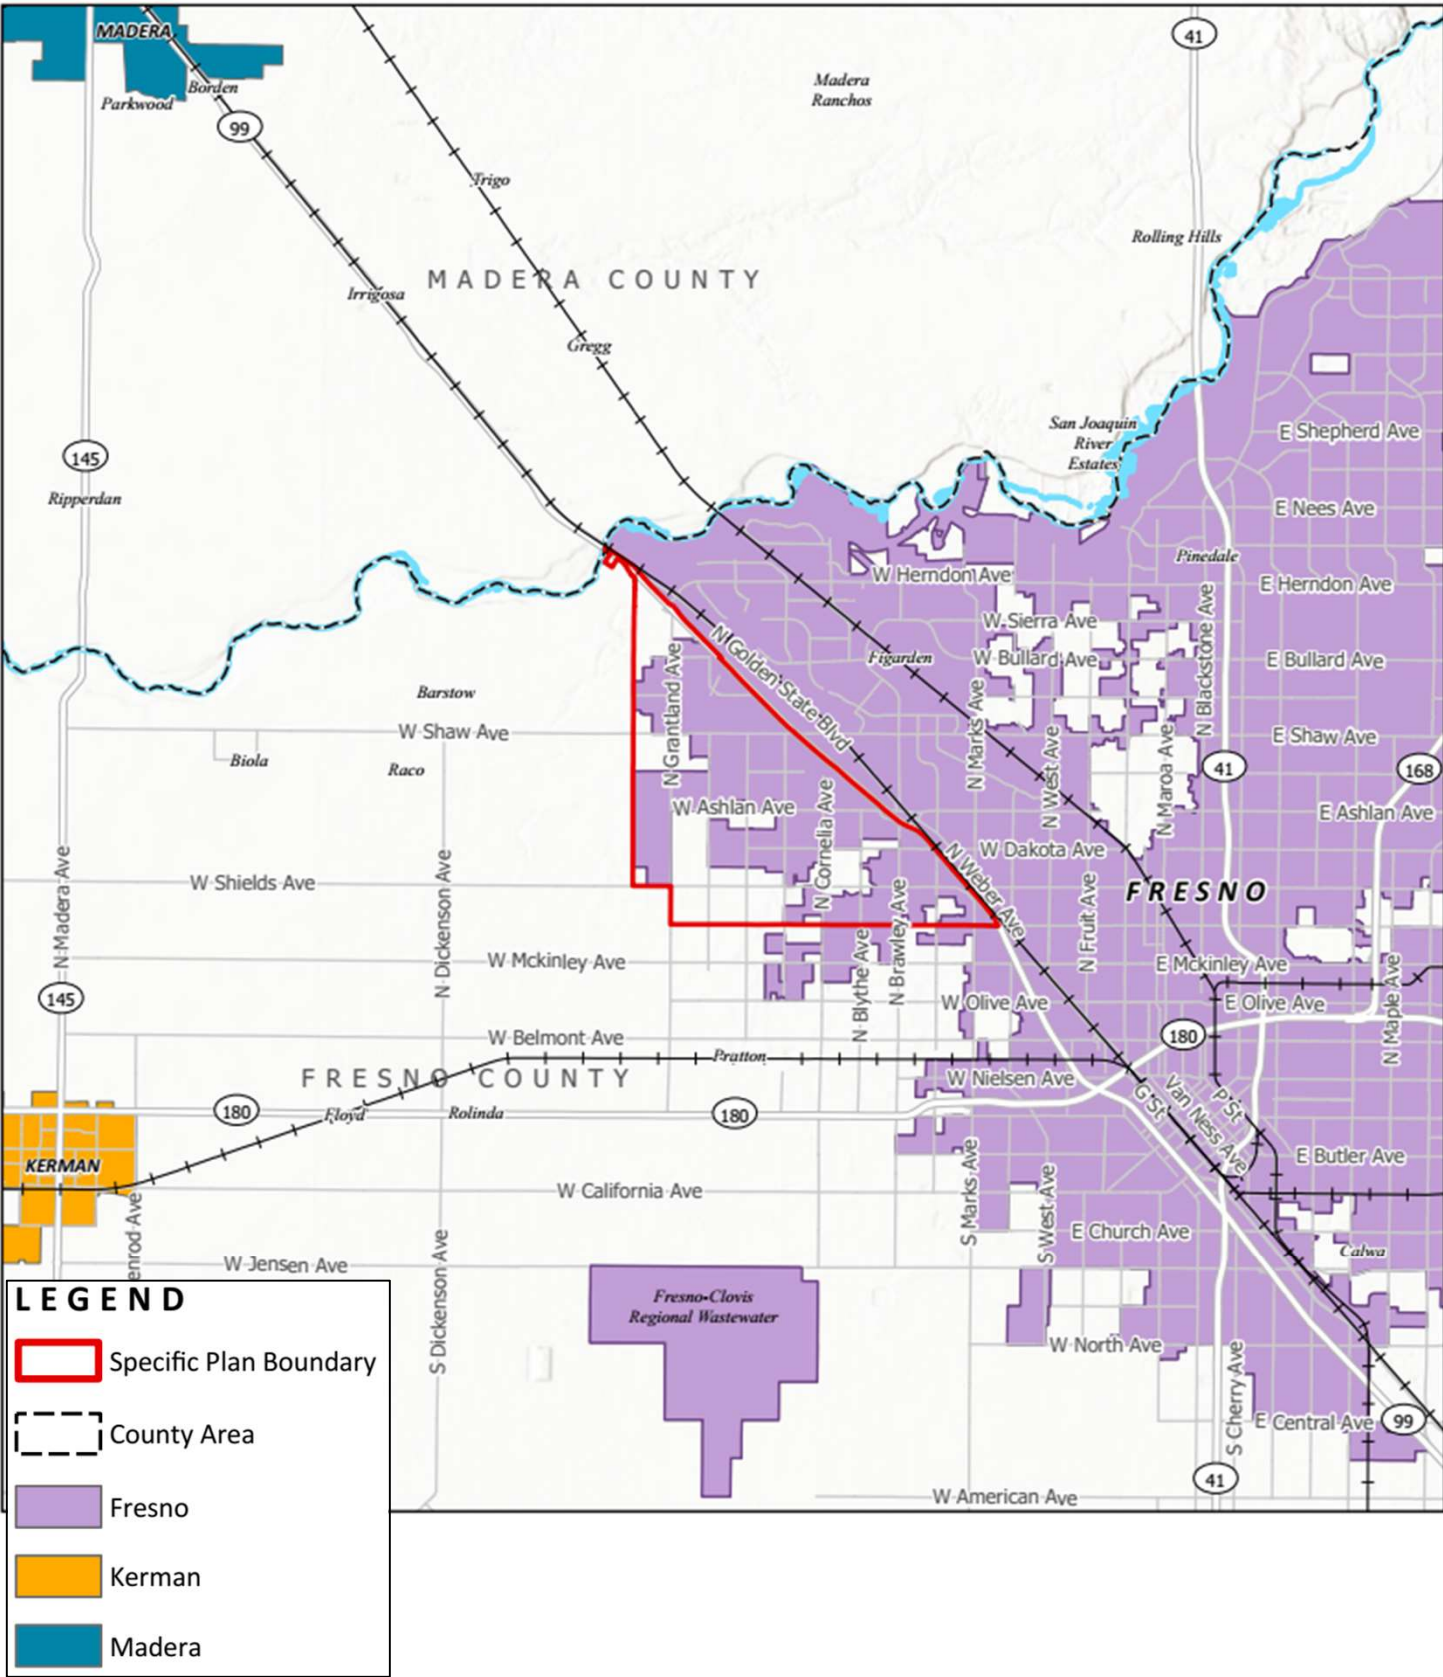 MADERA
41
Madera
Ranchos
Borden
Parkwood
99
Trigo
Rolling Hills
MADERA COUNTY
Irrigosa
Gregg
San Joaquin
River
Estates
E Shepherd Ave
145
Ripperdan
E Nees Ave
Pinedale
W Herndon Ave
E Herndon Ave
W Sierra Ave
N Golden State Blvd
Figarden
W Bullard Ave
E Bullard Ave
N Blackstone Ave
Barstow
N Grantland Ave
N Marks Ave
W Shaw Ave
E Shaw Ave
Biola
Raco
N West Ave
N Maroa Ave
41
168
W Ashlan Ave
E Ashlan Ave
N Cornelia Ave
W Dakota Ave
N Weber Ave
W Shields Ave
FRESNO
N Madera Ave
N Dickenson Ave
N Brawley Ave
N Fruit Ave
W Mckinley Ave
E Mckinley Ave
N Blythe Ave
145
W Olive Ave
E Olive Ave
N Maple Ave
W Belmont Ave
180
Pratton
FRESNO COUNTY
W Nielsen Ave
180
Floyd
Rolinda
180
G St
Van Ness Ave
P St
KERMAN
E Butler Ave
W California Ave
S Marks Ave
S West Ave
enrod Ave
E Church Ave
Calwa
W Jensen Ave
S Dickenson Ave
Fresno-Clovis
Regional Wastewater
W North Ave
S Cherry Ave
E Central Ave
99
41
W American Ave
LEGEND
Specific Plan Boundary
County Area
Fresno
Kerman
Madera